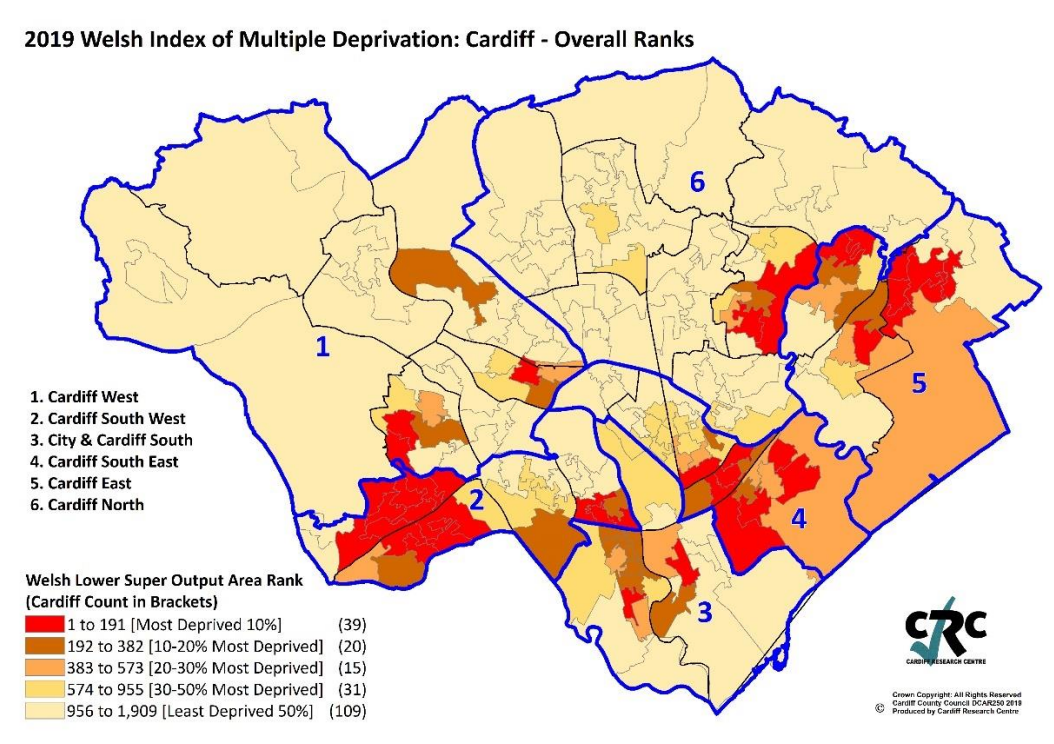 2019 Welsh Index of Multiple Deprivation: Cardiff - Overall Ranks
6
1
5
1. Cardiff West
2. Cardiff South West
3. City & Cardiff South
4. Cardiff South East
5. Cardiff East
6. Cardiff North
2
4
3
Welsh Lower Super Output Area Rank
(Cardiff Count in Brackets)
1 to 191 [Most Deprived 10%] (39)
192 to 382 [10-20% Most Deprived] (20)
383 to 573 [20-30% Most Deprived] (15)
574 to 955 [30-50% Most Deprived] (31)
956 to 1,909 [Least Deprived 50%] (109)
CRC
CARDIFF RESEARCH CENTRE
Crown Copyright: All Rights Reserved
Cardiff County Council DCAR250 2019
© Produced by Cardiff Research Centre